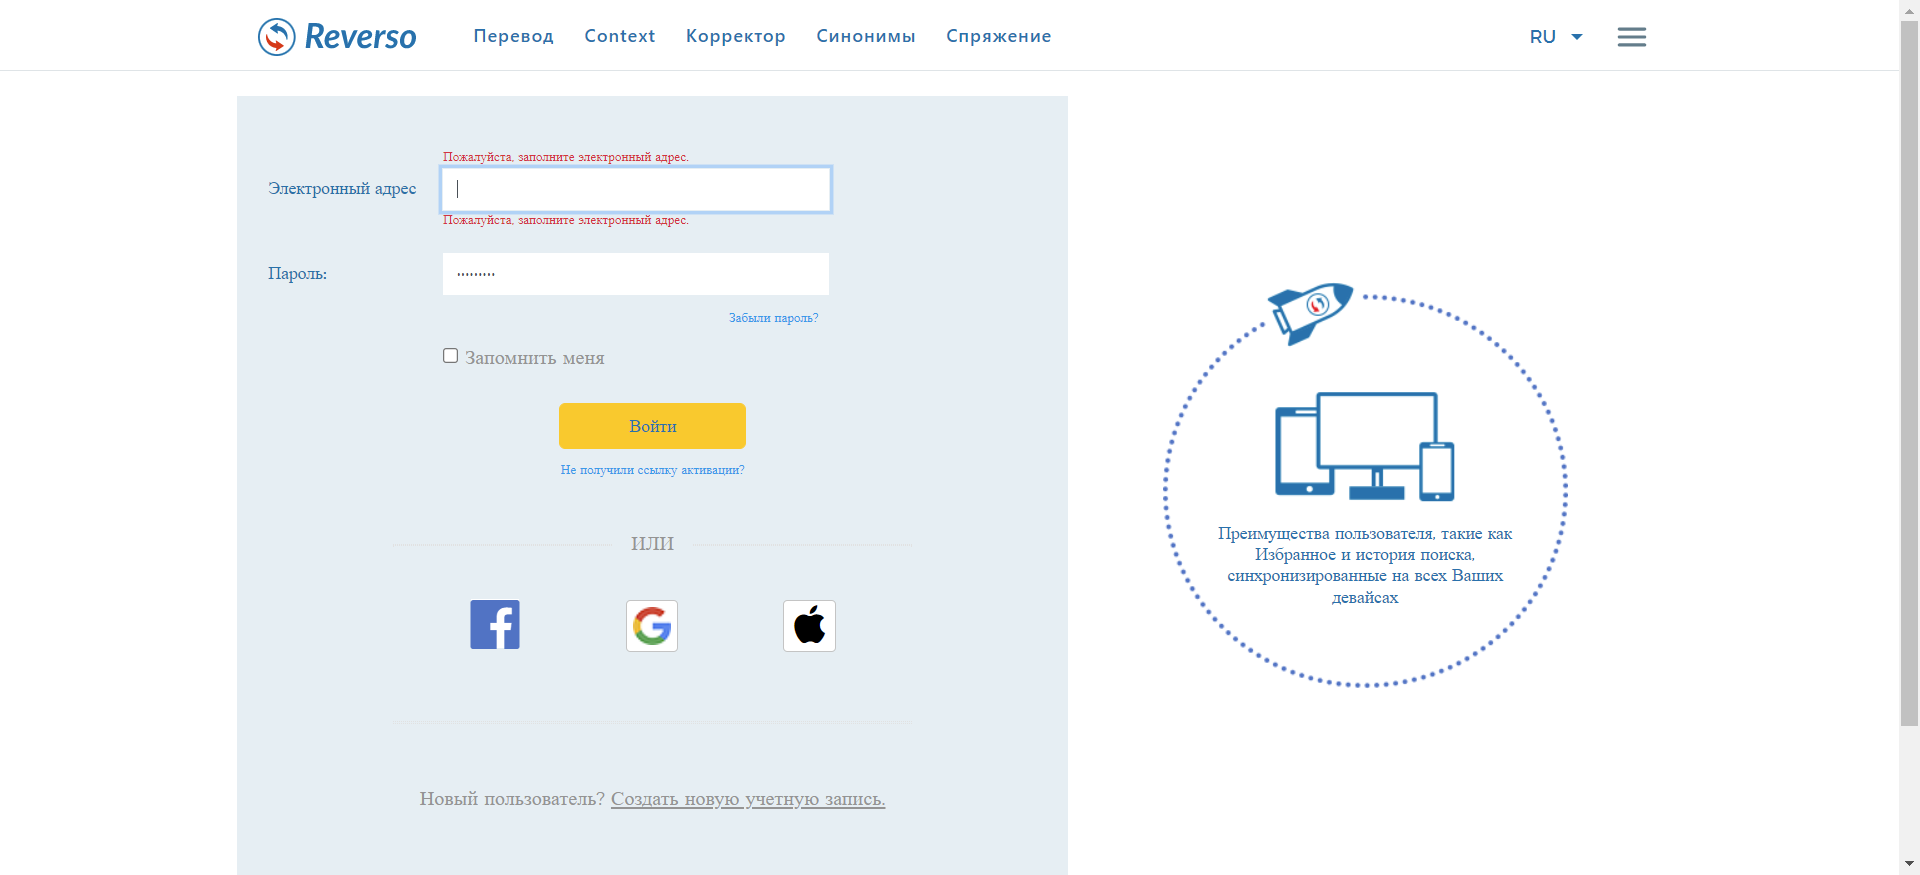 Reverso
Перевод
Context
Корректор
Синонимы
Спряжение
RU
Пожалуйста, заполните электронный адрес.
Электронный адрес
Пожалуйста, заполните электронный адрес.
Пароль:
Забыли пароль?
Запомнить меня
Войти
Не получили ссылку активации?
ИЛИ
Новый пользователь? Создать новую учетную запись.
Преимущества пользователя, такие как
Избранное и история поиска,
синхронизированные на всех Ваших
девайсах